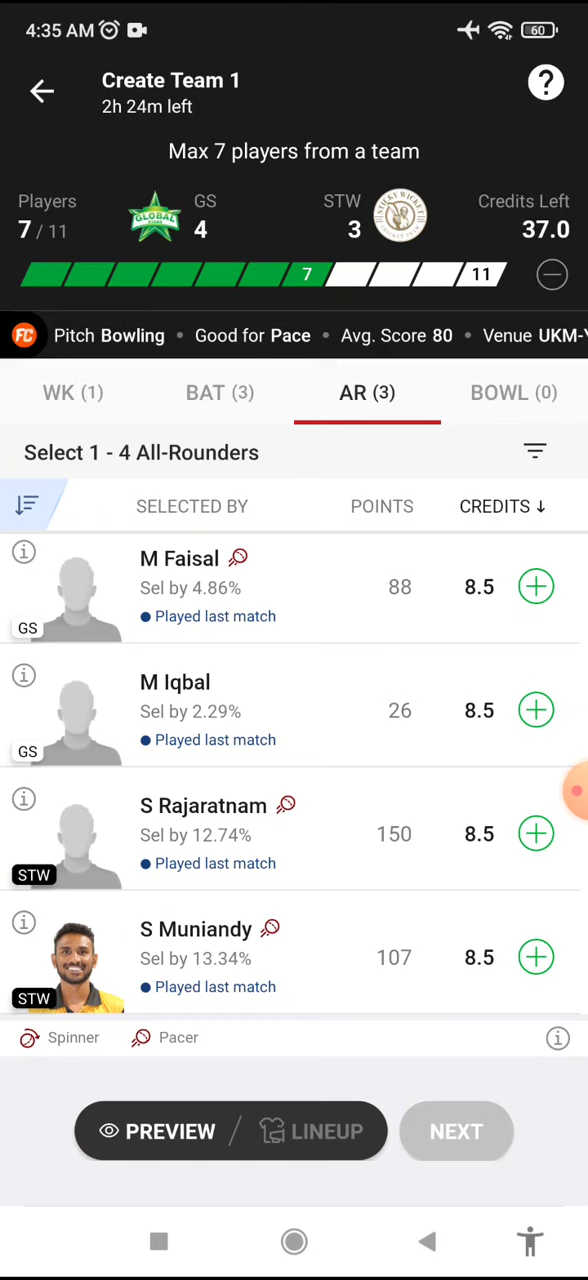 4:35 AM
60
Create Team 1
2h 24m left
?
Max 7 players from a team
Players
7 / 11
GLOBAL
GS
4
STW
3
Credits Left
37.0
7
11
FC Pitch Bowling • Good for Pace • Avg. Score 80 • Venue UKM-
WK (1)
BAT (3)
AR (3)
BOWL (0)
Select 1 - 4 All-Rounders
SELECTED BY
POINTS
CREDITS ↓
M Faisal
Sel by 4.86%
88
8.5
Played last match
GS
M Iqbal
Sel by 2.29%
26
8.5
Played last match
GS
S Rajaratnam
Sel by 12.74%
150
8.5
Played last match
STW
S Muniandy
Sel by 13.34%
107
8.5
Played last match
STW
Spinner
Pacer
PREVIEW / LINEUP
NEXT